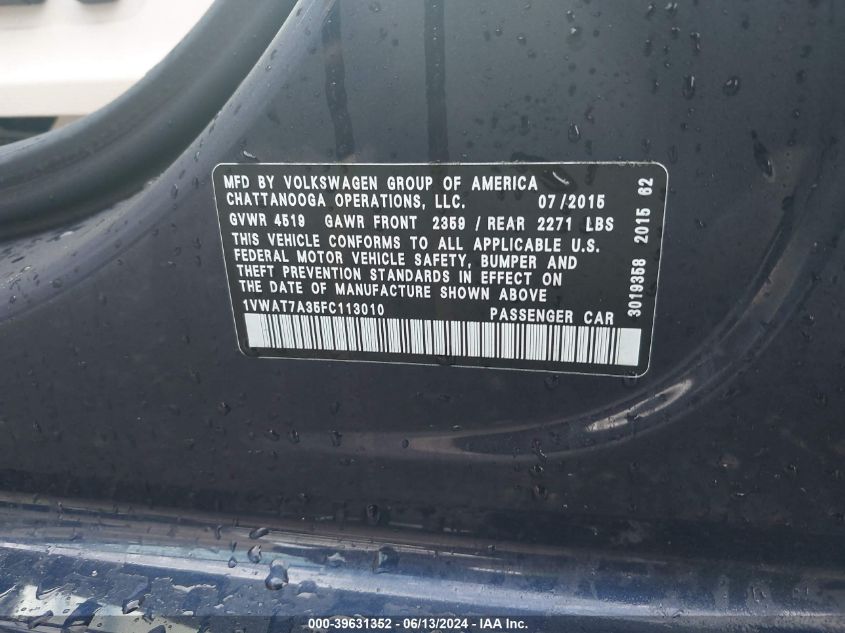 MFD BY VOLKSWAGEN GROUP OF AMERICA
CHATTANOOGA OPERATIONS, LLC. 07/2015
GVWR 4519 GAWR FRONT 2359 / REAR 2271 LBS
THIS VEHICLE CONFORMS TO ALL APPLICABLE U.S.
FEDERAL MOTOR VEHICLE SAFETY, BUMPER AND
THEFT PREVENTION STANDARDS IN EFFECT ON
THE DATE OF MANUFACTURE SHOWN ABOVE
1VWAT7A35FC113010 PASSENGER CAR
3019358 2015 62
000-39631352 - 06/13/2024 - IAA Inc.